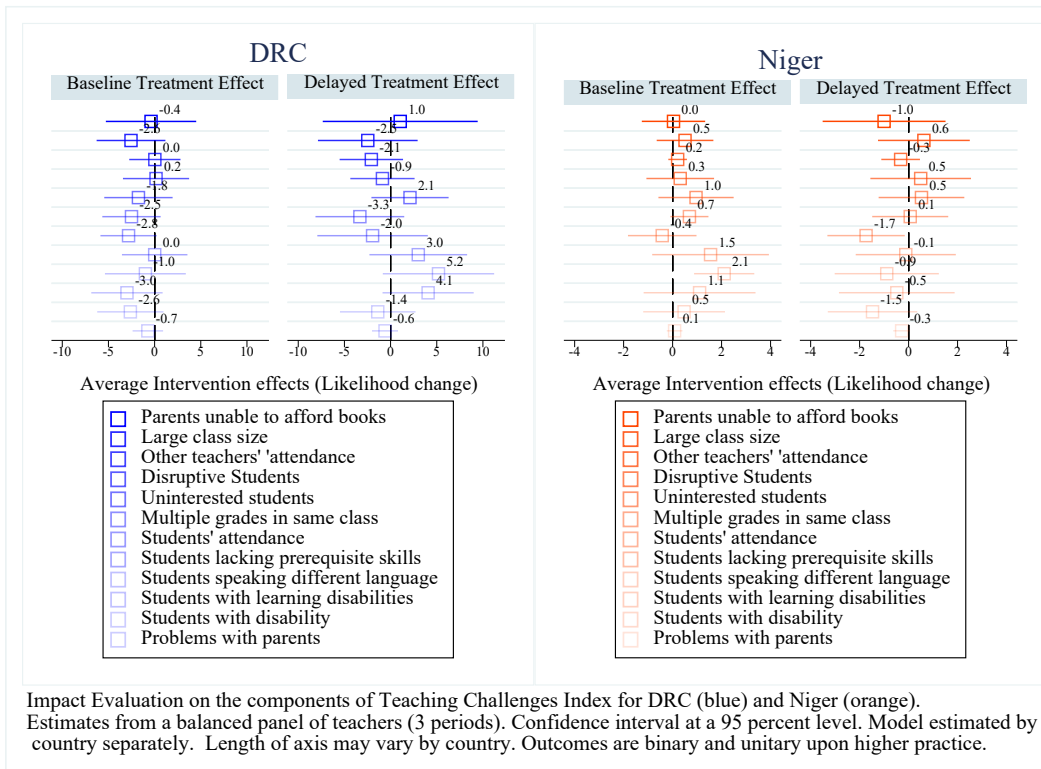 DRC
Baseline Treatment Effect
Delayed Treatment Effect
-0.4
-2.6
0.0
0.2
-1.8
-2.5
-2.8
0.0
-1.0
-3.0
-2.6
-0.7
-10
-5
0
5
10
1.0
-2.5
-2.1
-0.9
2.1
-3.3
-2.0
3.0
5.2
4.1
-1.4
-0.6
-10
-5
0
5
10
Average Intervention effects (Likelihood change)
Parents unable to afford books
Large class size
Other teachers' 'attendance
Disruptive Students
Uninterested students
Multiple grades in same class
Students' attendance
Students lacking prerequisite skills
Students speaking different language
Students with learning disabilities
Students with disability
Problems with parents
Niger
Baseline Treatment Effect
Delayed Treatment Effect
0.0
0.5
0.2
0.3
1.0
0.7
-0.4
1.5
2.1
1.1
0.5
0.1
-4
-2
0
2
4
-1.0
0.6
-0.3
0.5
0.5
0.1
-1.7
-0.1
-0.9
-0.5
-1.5
-0.3
-4
-2
0
2
4
Average Intervention effects (Likelihood change)
Parents unable to afford books
Large class size
Other teachers' 'attendance
Disruptive Students
Uninterested students
Multiple grades in same class
Students' attendance
Students lacking prerequisite skills
Students speaking different language
Students with learning disabilities
Students with disability
Problems with parents
Impact Evaluation on the components of Teaching Challenges Index for DRC (blue) and Niger (orange).
Estimates from a balanced panel of teachers (3 periods). Confidence interval at a 95 percent level. Model estimated by
country separately. Length of axis may vary by country. Outcomes are binary and unitary upon higher practice.